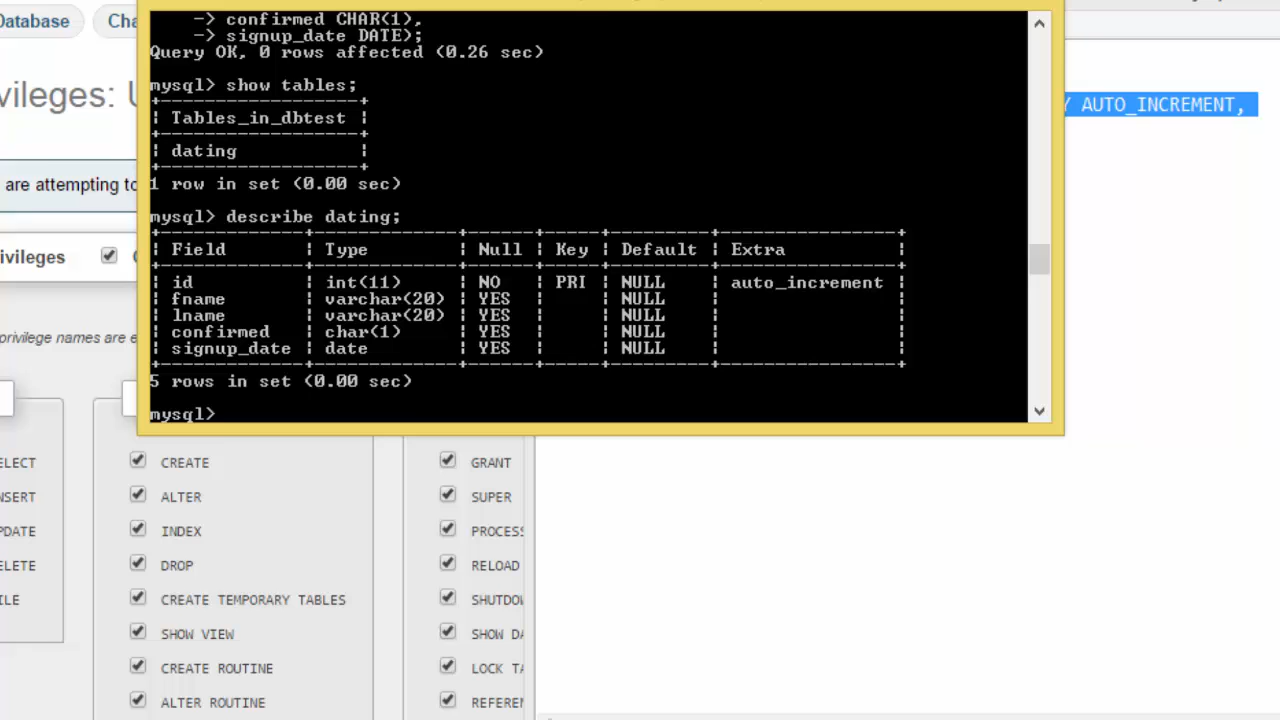 Database
Cha
vileges: U
are attempting to
vileges
privilege names are e
-> confirmed CHAR(1),
-> signup_date DATE);
Query OK, 0 rows affected (0.26 sec)
mysql> show tables;
+------------------+
| Tables_in_dbtest |
+------------------+
| dating           |
+------------------+
1 row in set (0.00 sec)
mysql> describe dating;
+-------------+-------------+------+-----+---------+----------------+
| Field       | Type        | Null | Key | Default | Extra          |
+-------------+-------------+------+-----+---------+----------------+
| id          | int(11)     | NO   | PRI | NULL    | auto_increment |
| fname       | varchar(20) | YES  |     | NULL    |                |
| lname       | varchar(20) | YES  |     | NULL    |                |
| confirmed   | char(1)     | YES  |     | NULL    |                |
| signup_date | date        | YES  |     | NULL    |                |
+-------------+-------------+------+-----+---------+----------------+
5 rows in set (0.00 sec)
mysql>
Y AUTO_INCREMENT,
ELECT
NSERT
PDATE
ELETE
ILE
CREATE
ALTER
INDEX
DROP
CREATE TEMPORARY TABLES
SHOW VIEW
CREATE ROUTINE
ALTER ROUTINE
GRANT
SUPER
PROCESS
RELOAD
SHUTDOW
SHOW DA
LOCK TA
REFEREN